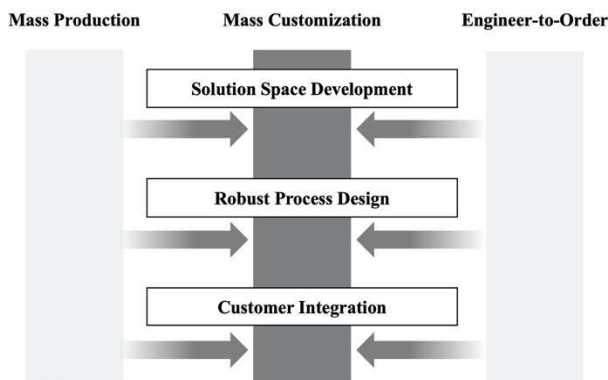 Mass Production
Mass Customization
Engineer-to-Order
Solution Space Development
Robust Process Design
Customer Integration